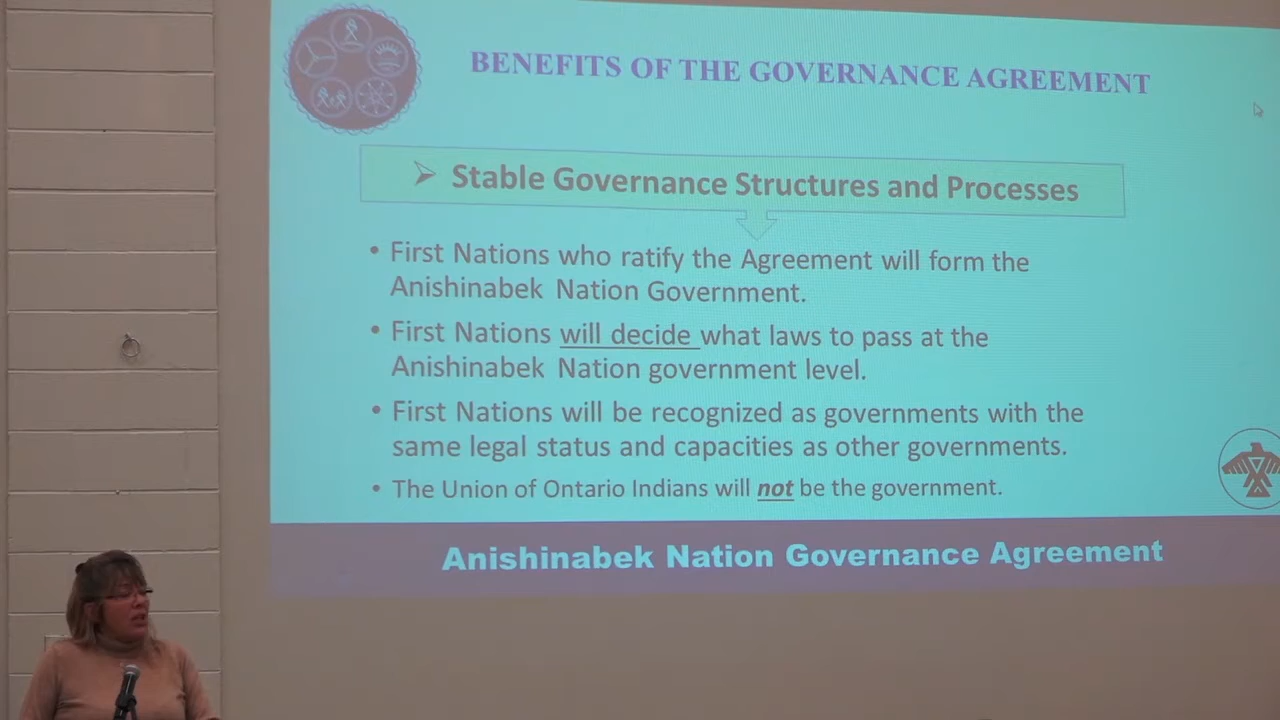 BENEFITS OF THE GOVERNANCE AGREEMENT
➢ Stable Governance Structures and Processes
• First Nations who ratify the Agreement will form the
Anishinabek Nation Government.
• First Nations will decide what laws to pass at the
Anishinabek Nation government level.
• First Nations will be recognized as governments with the
same legal status and capacities as other governments.
• The Union of Ontario Indians will not be the government.
Anishinabek Nation Governance Agreement